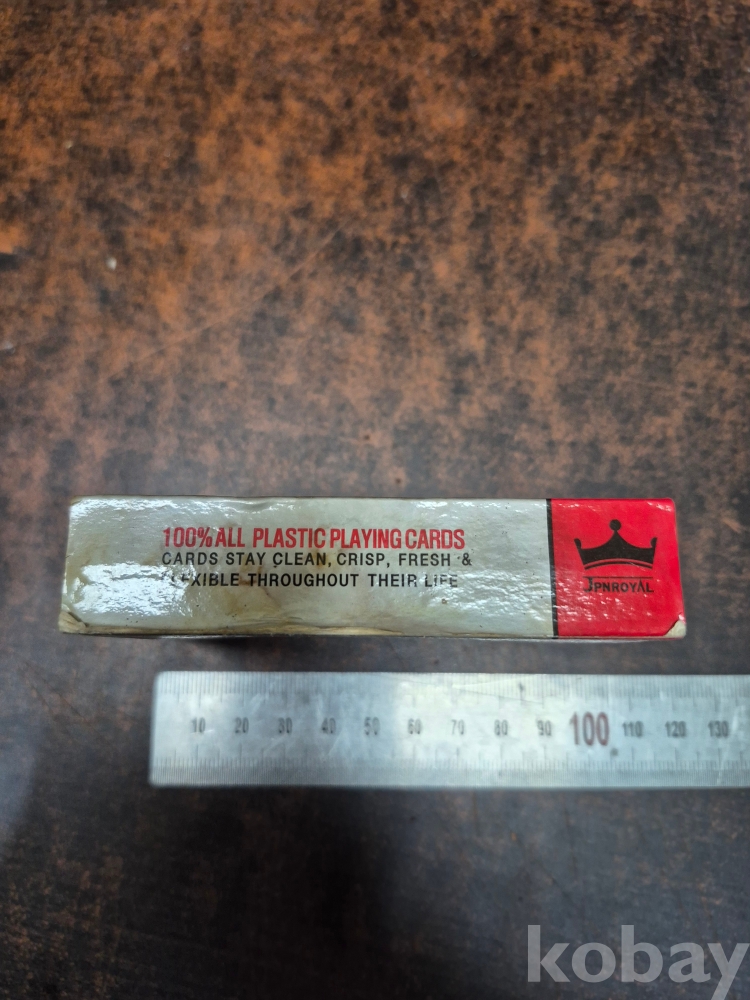 100% ALL PLASTIC PLAYING CARDS
CARDS STAY CLEAN, CRISP, FRESH &
FLEXIBLE THROUGHOUT THEIR LIFE
JPNROYAL
10 20 30 40 50 60 70 80 90 100 110 120 130
kobay